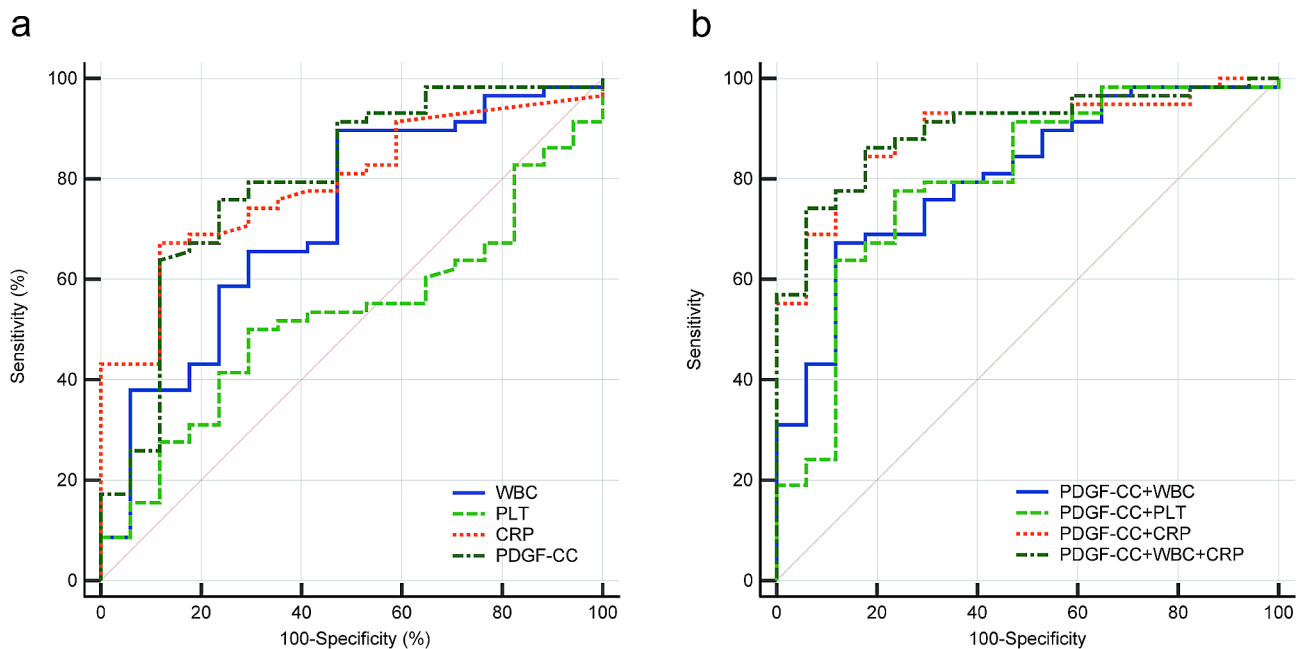 a
100
80
60
40
20
0
Sensitivity (%)
0 20 40 60 80 100
100-Specificity (%)
WBC
PLT
CRP
PDGF-CC
b
100
80
60
40
20
0
Sensitivity
0 20 40 60 80 100
100-Specificity
PDGF-CC+WBC
PDGF-CC+PLT
PDGF-CC+CRP
PDGF-CC+WBC+CRP